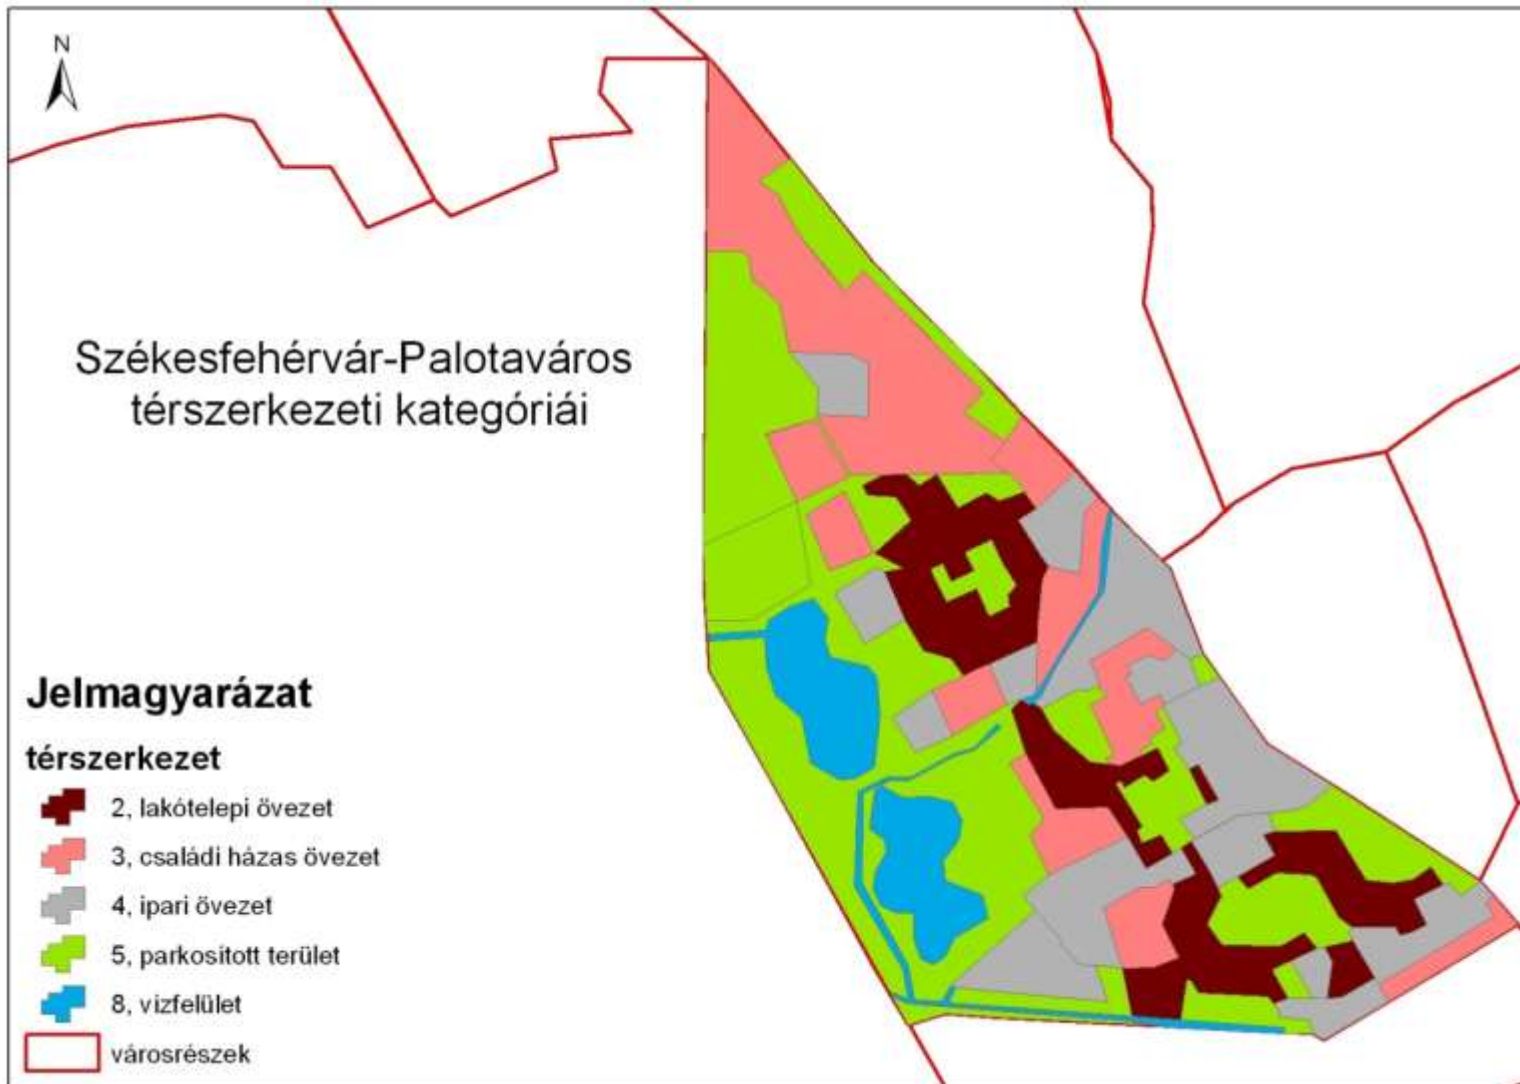 N
Székesfehérvár-Palotaváros
térszerkezeti kategóriái
Jelmagyarázat
térszerkezet
2, lakótelepi övezet
3, családi házas övezet
4, ipari övezet
5, parkosított terület
8, vízfelület
városrészek